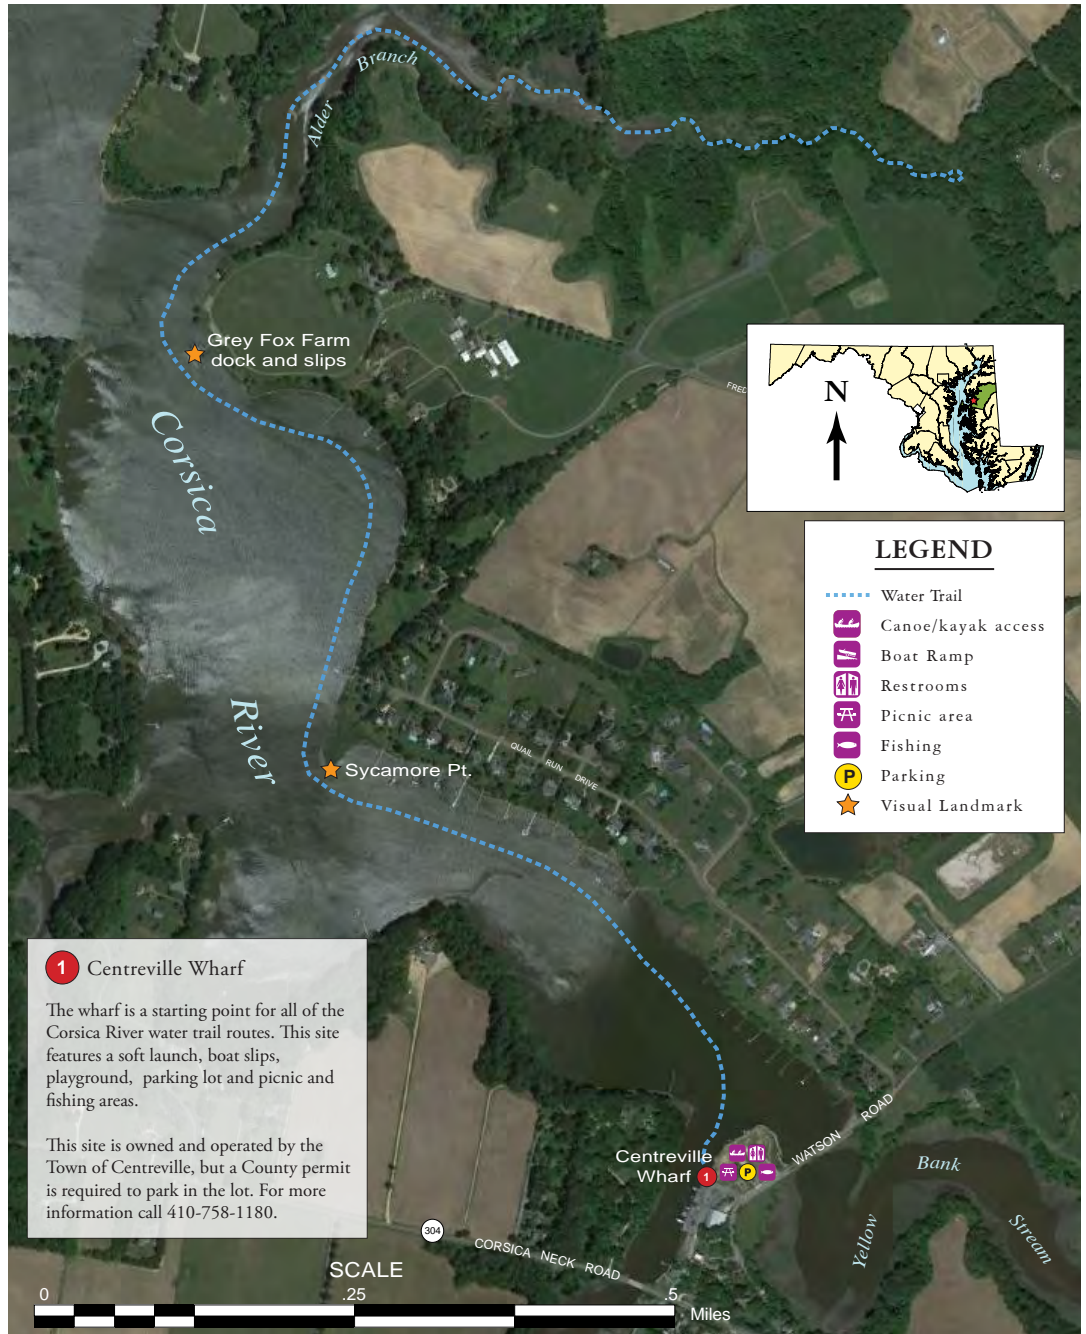 Alder
Branch
Grey Fox Farm
dock and slips
FRED
N
Corsica
River
LEGEND
Water Trail
Canoe/kayak access
Boat Ramp
Restrooms
Picnic area
Fishing
P
Parking
Visual Landmark
QUAIL RUN DRIVE
Sycamore Pt.
1 Centreville Wharf
The wharf is a starting point for all of the
Corsica River water trail routes. This site
features a soft launch, boat slips,
playground, parking lot and picnic and
fishing areas.
This site is owned and operated by the
Town of Centreville, but a County permit
is required to park in the lot. For more
information call 410-758-1180.
Centreville
Wharf
1
P
WATSON ROAD
Yellow
Bank
Stream
304
CORSICA NECK ROAD
SCALE
0 .25 .5
Miles